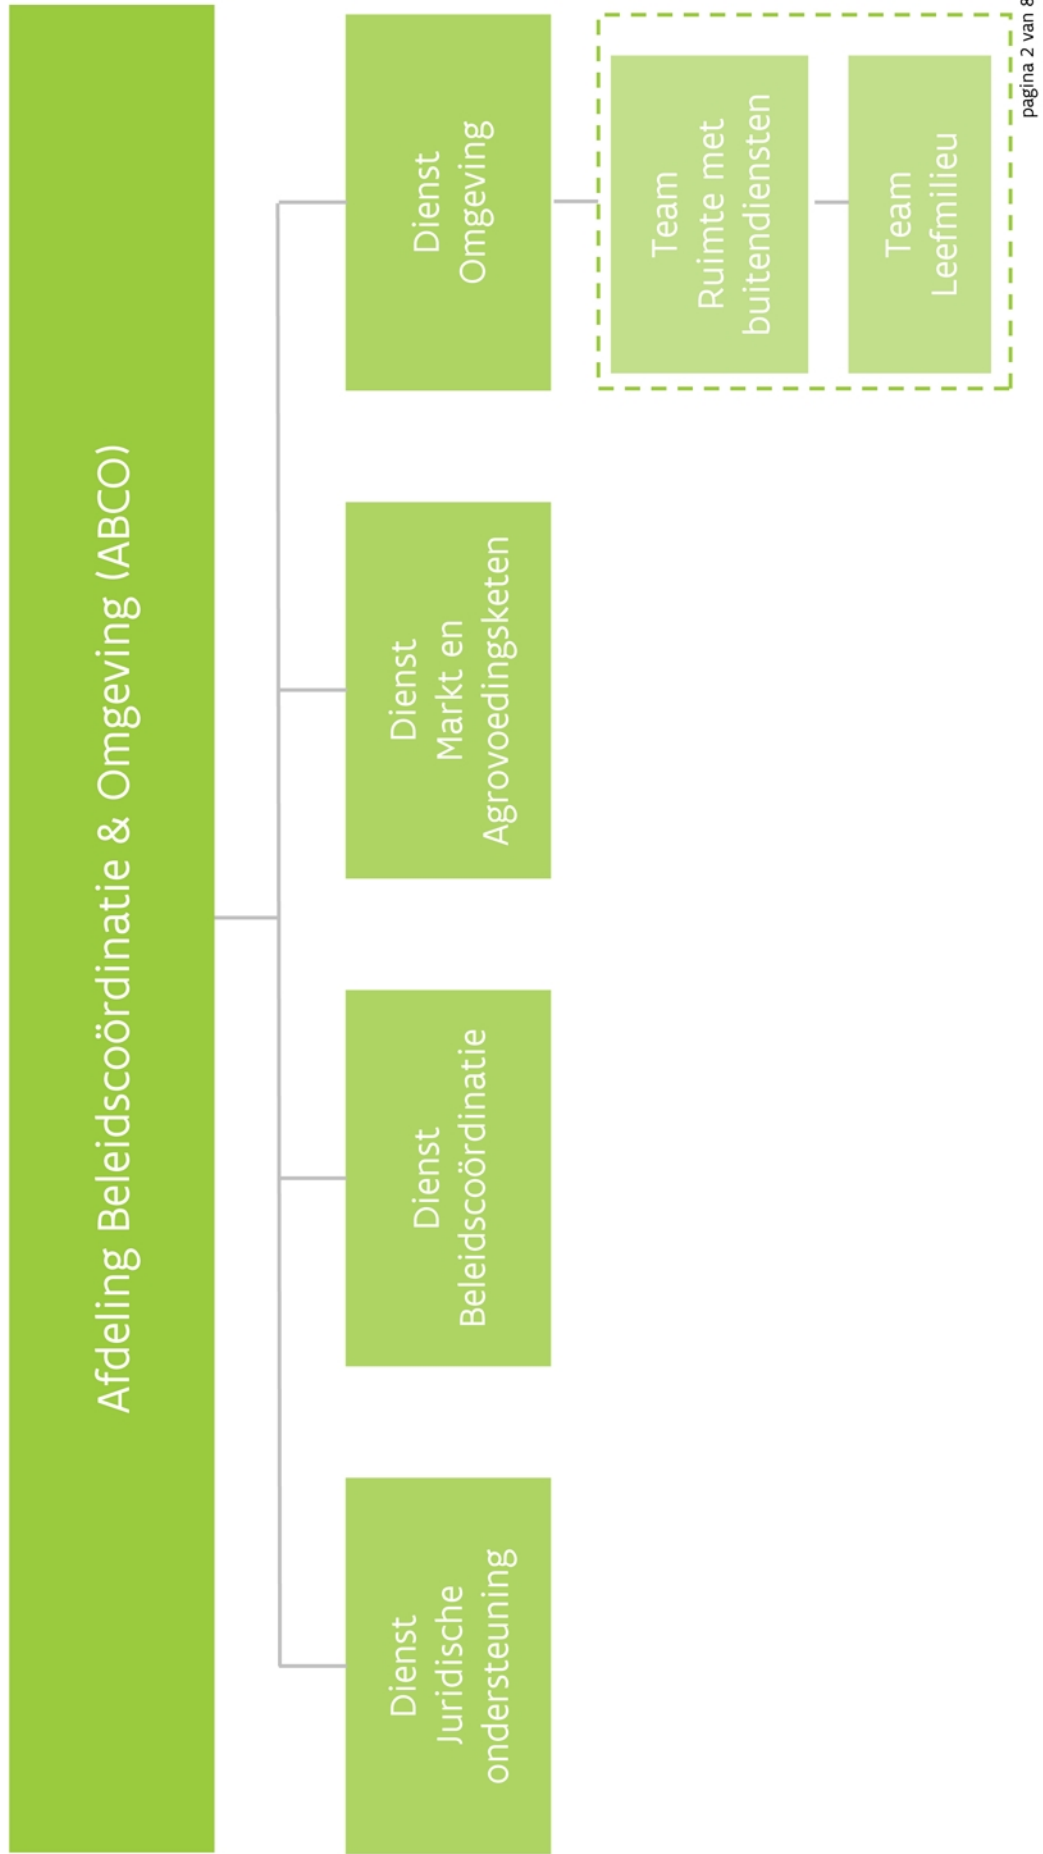 Afdeling Beleidscoördinatie & Omgeving (ABCO)
Dienst
Juridische
ondersteuning
Dienst
Beleidscoördinatie
Dienst
Markt en
Agrovoedingsketen
Dienst
Omgeving
Team
Ruimte met
buitendiensten
Team
Leefmilieu
pagina 2 van 8